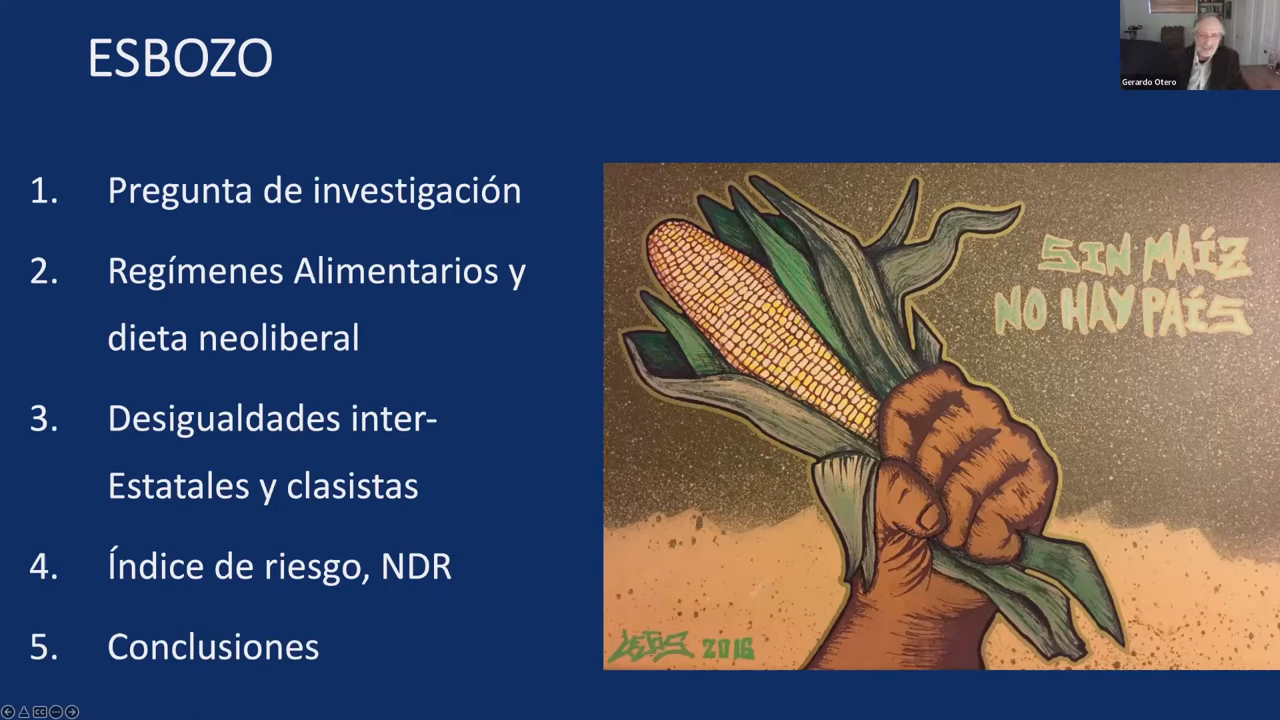 ESBOZO
Gerardo Otero
1. Pregunta de investigación
2. Regímenes Alimentarios y
dieta neoliberal
3. Desigualdades inter-
Estatales y clasistas
4. Índice de riesgo, NDR
5. Conclusiones
SIN MAÍZ
NO HAY PAÍS
2016